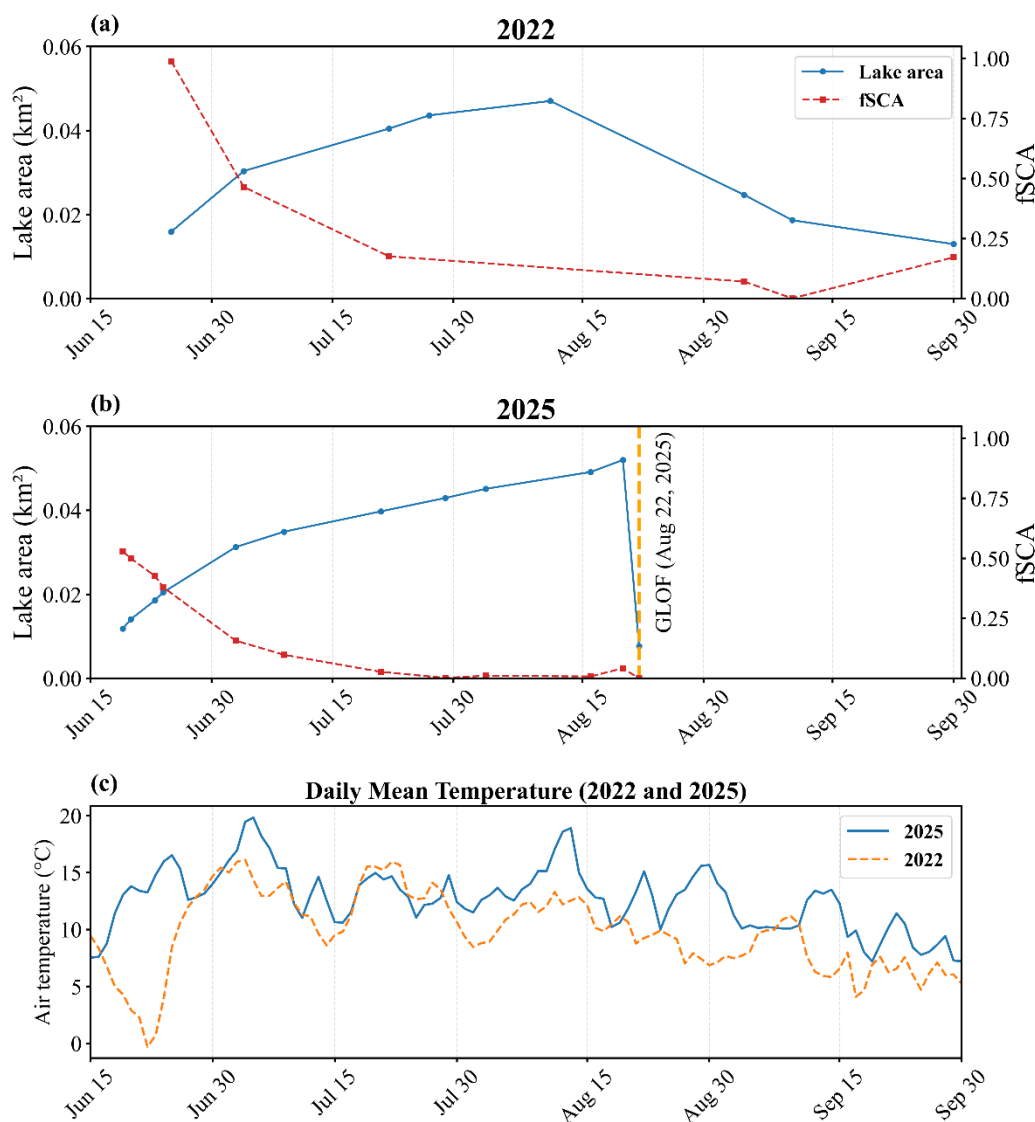 (a)
2022
Lake area (km²)
0.06
0.04
0.02
0.00
Lake area
fSCA
1.00
0.75
0.50
0.25
0.00
fSCA
Jun 15
Jun 30
Jul 15
Jul 30
Aug 15
Aug 30
Sep 15
Sep 30
(b)
2025
Lake area (km²)
0.06
0.04
0.02
0.00
GLOF (Aug 22, 2025)
1.00
0.75
0.50
0.25
0.00
fSCA
Jun 15
Jun 30
Jul 15
Jul 30
Aug 15
Aug 30
Sep 15
Sep 30
(c)
Daily Mean Temperature (2022 and 2025)
Air temperature (°C)
20
15
10
5
0
2025
2022
Jun 15
Jun 30
Jul 15
Jul 30
Aug 15
Aug 30
Sep 15
Sep 30